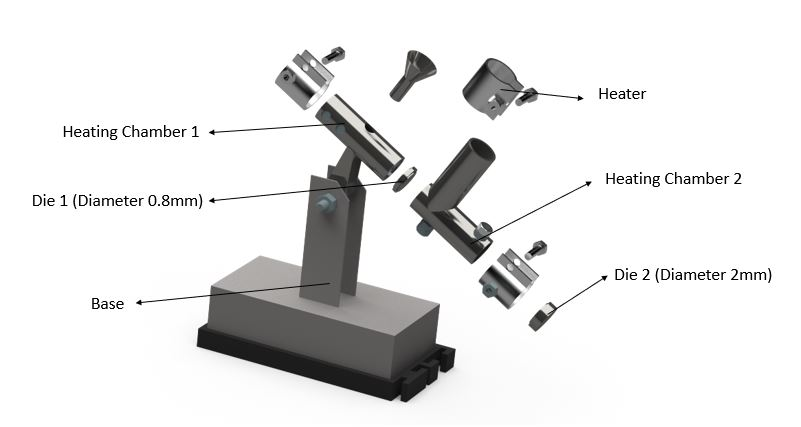 Heater
Heating Chamber 1
Heating Chamber 2
Die 1 (Diameter 0.8mm)
Die 2 (Diameter 2mm)
Base